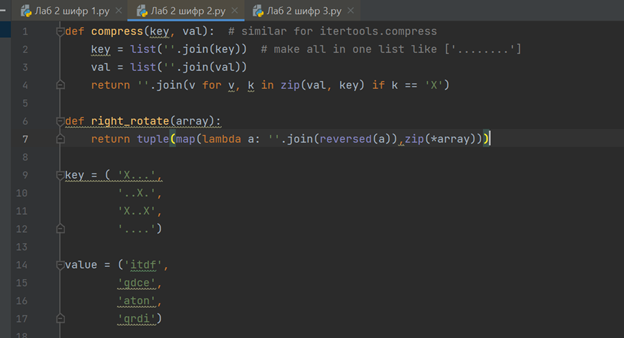 Лаб 2 шифр 1.py Лаб 2 шифр 2.py Лаб 2 шифр 3.py
1 def compress(key, val):  # similar for itertools.compress
2     key = list(''.join(key))  # make all in one list like ['........']
3     val = list(''.join(val))
4     return ''.join(v for v, k in zip(val, key) if k == 'X')
5
6 def right_rotate(array):
7     return tuple(map(lambda a: ''.join(reversed(a)),zip(*array)))
8
9 key = ( 'X...',
10         '..X.',
11         'X..X',
12         '....')
13
14 value = ('itdf',
15         'gdce',
16         'aton',
17         'qrdi')
18